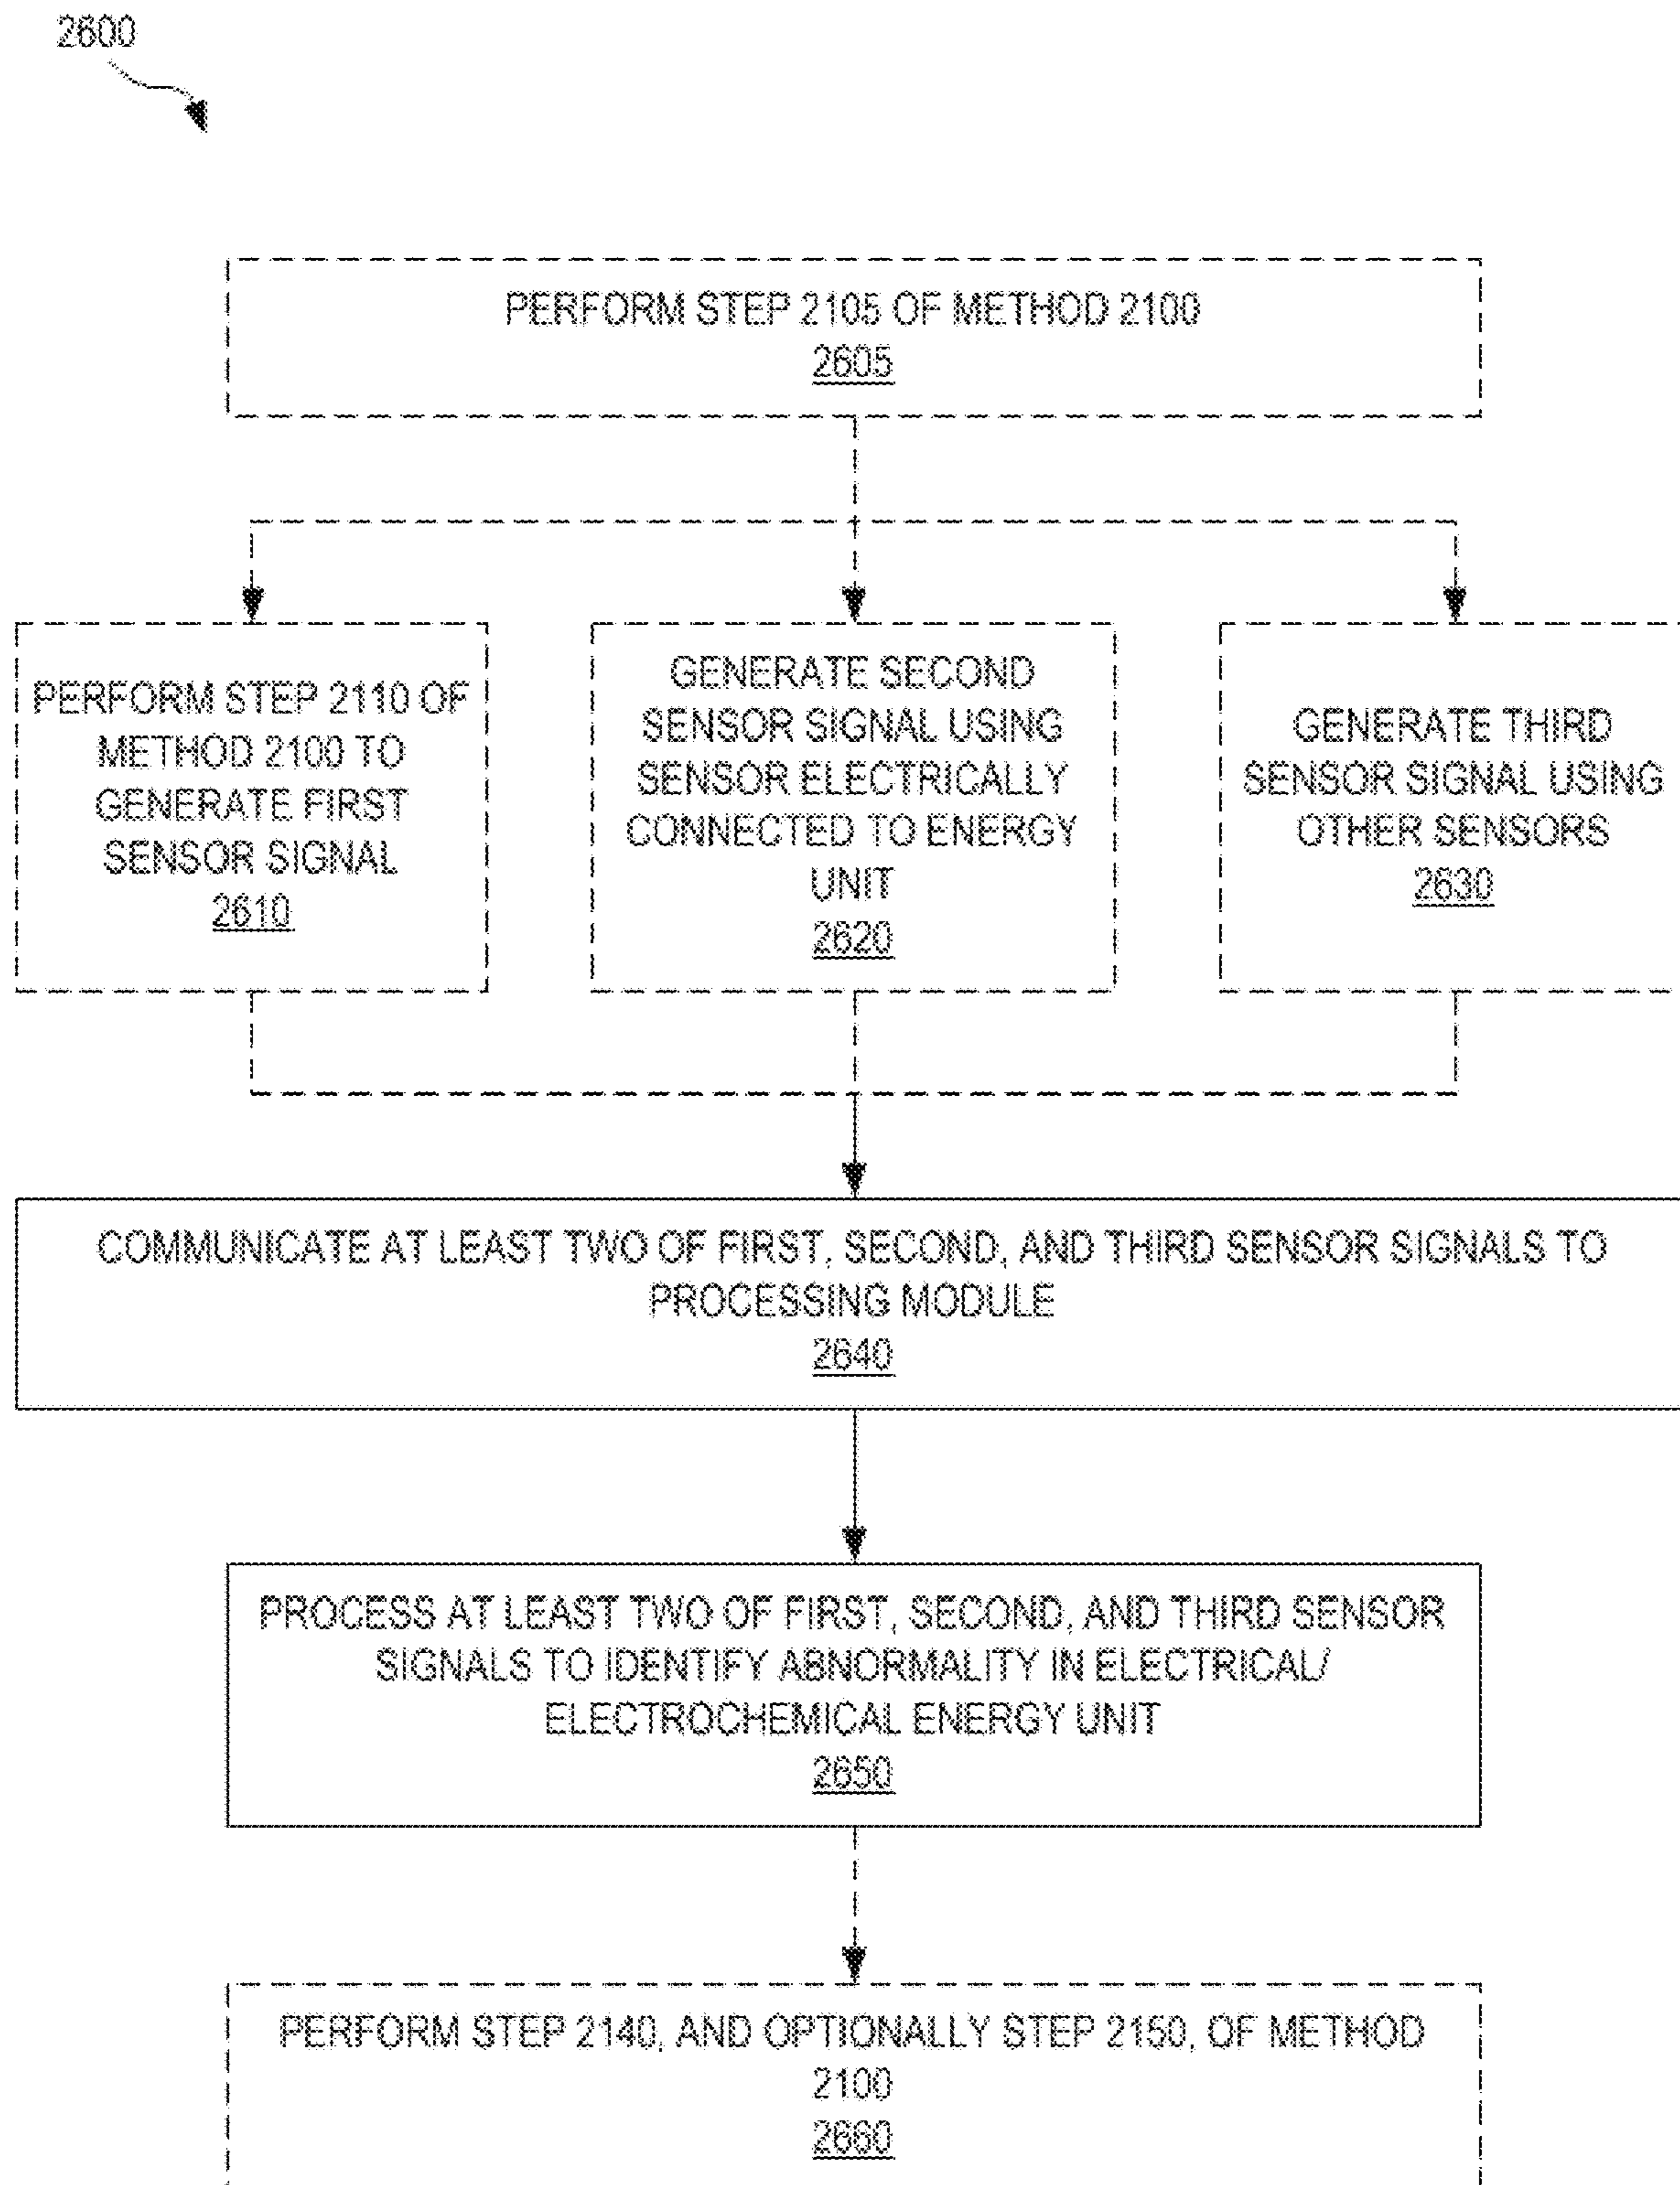 2600
PERFORM STEP 2105 OF METHOD 2100
2605
PERFORM STEP 2110 OF
METHOD 2100 TO
GENERATE FIRST
SENSOR SIGNAL
2610
GENERATE SECOND
SENSOR SIGNAL USING
SENSOR ELECTRICALLY
CONNECTED TO ENERGY
UNIT
2620
GENERATE THIRD
SENSOR SIGNAL USING
OTHER SENSORS
2630
COMMUNICATE AT LEAST TWO OF FIRST, SECOND, AND THIRD SENSOR SIGNALS TO
PROCESSING MODULE
2640
PROCESS AT LEAST TWO OF FIRST, SECOND, AND THIRD SENSOR
SIGNALS TO IDENTIFY ABNORMALITY IN ELECTRICAL/
ELECTROCHEMICAL ENERGY UNIT
2650
PERFORM STEP 2140, AND OPTIONALLY STEP 2150, OF METHOD
2100
2660